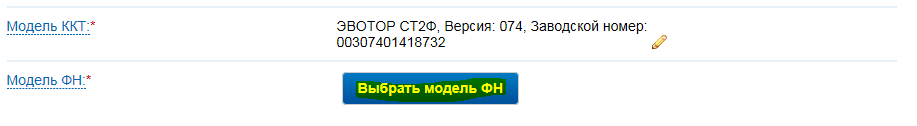 Модель ККТ:*
ЭВОТОР СТ2Ф, Версия: 074, Заводской номер:
00307401418732
Модель ФН:*
Выбрать модель ФН